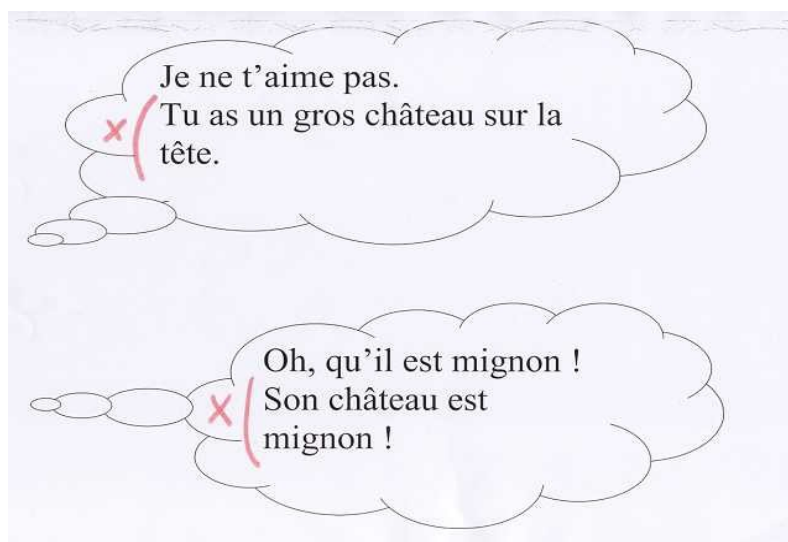 Je ne t'aime pas.
Tu as un gros château sur la
tête.
Oh, qu'il est mignon !
Son château est
mignon !